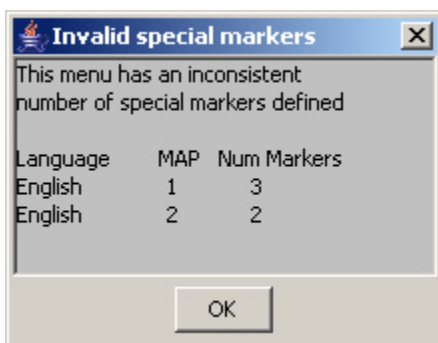 Invalid special markers
This menu has an inconsistent
number of special markers defined
Language MAP Num Markers
English 1 3
English 2 2
OK